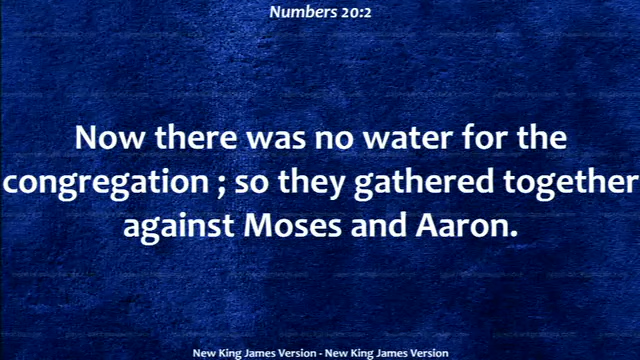 Numbers 20:2
Now there was no water for the
congregation ; so they gathered together
against Moses and Aaron.
New King James Version - New King James Version